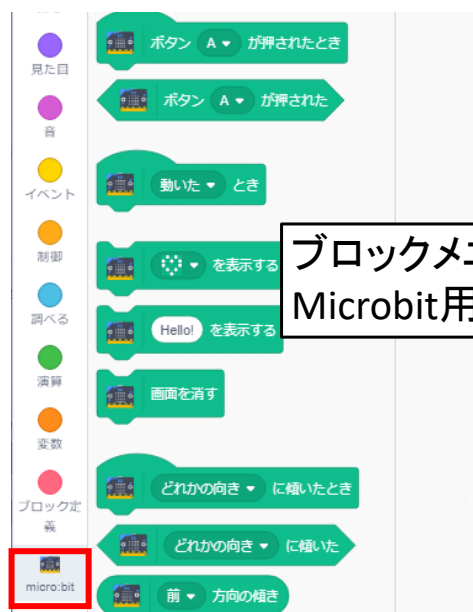 見た目
音
イベント
制御
調べる
演算
変数
ブロック定
義
micro:bit
ボタン A が押されたとき
ボタン A が押された
動いた とき
を表示する
Hello! を表示する
画面を消す
どれかの向き に傾いたとき
どれかの向き に傾いた
前 方向の傾き
ブロックメ
Microbit用